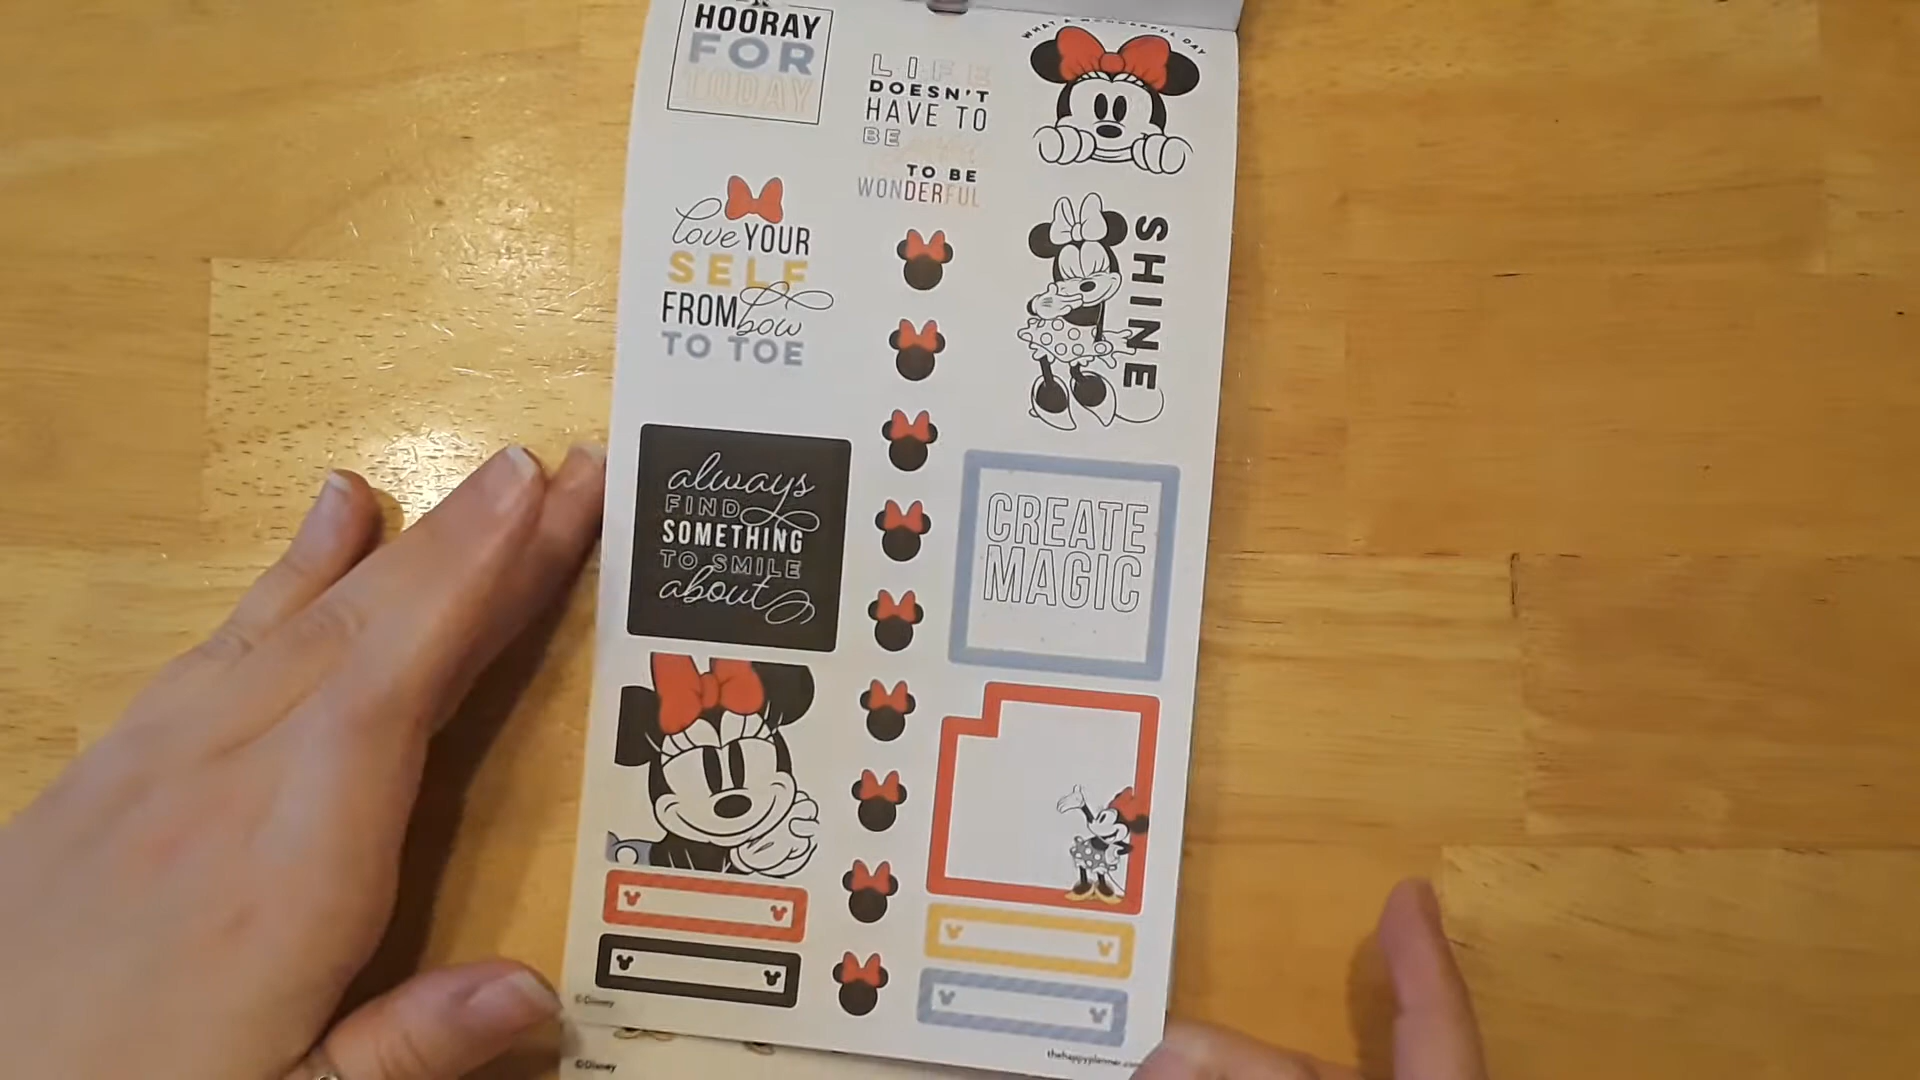 HOORAY
FOR
TODAY
LIFE
DOESN'T
HAVE TO
BE
TO BE
WONDERFUL
WHAT A WONDERFUL DAY
love YOUR
SELF
FROM bow
TO TOE
SHINE
always
FIND
SOMETHING
TO SMILE
about
CREATE
MAGIC
©Disney
thehappyplanner.com
©Disney